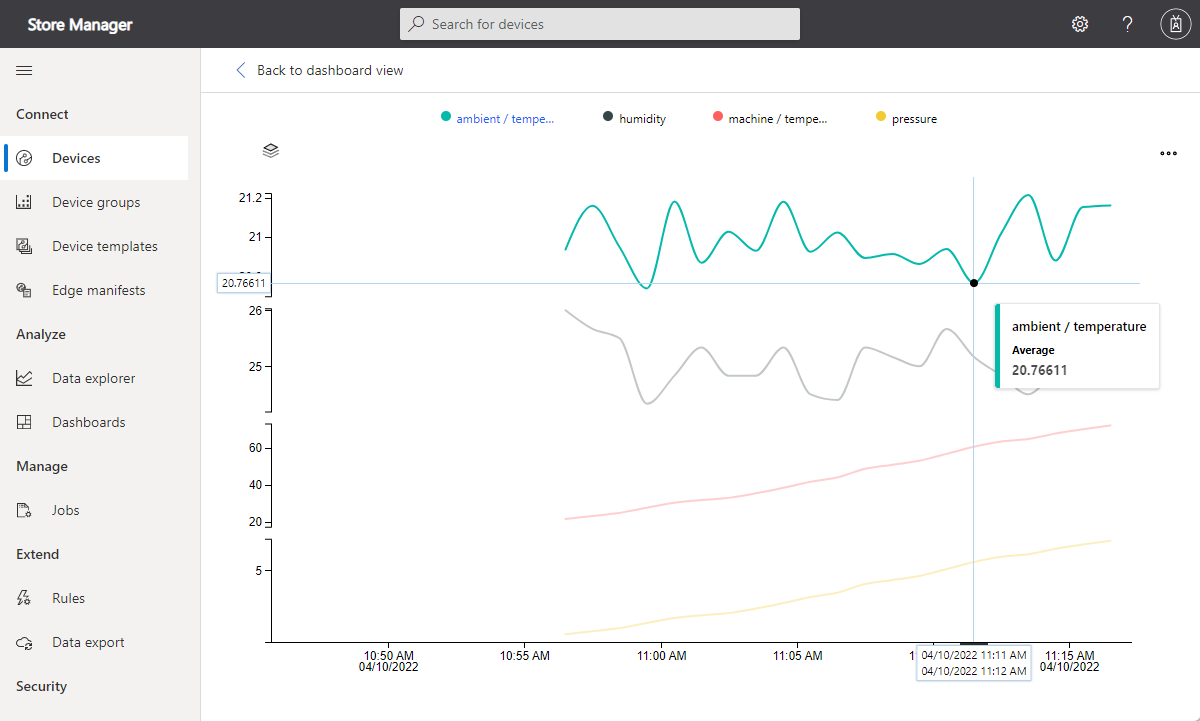 Store Manager
Search for devices
?
Back to dashboard view
Connect
Devices
Device groups
Device templates
Edge manifests
Analyze
Data explorer
Dashboards
Manage
Jobs
Extend
Rules
Data export
Security
ambient / tempe...
humidity
machine / tempe...
pressure
21.2
21
20.76611
26
25
60
40
20
5
ambient / temperature
Average
20.76611
10:50 AM
04/10/2022
10:55 AM
11:00 AM
11:05 AM
04/10/2022 11:11 AM
04/10/2022 11:12 AM
11:15 AM
04/10/2022